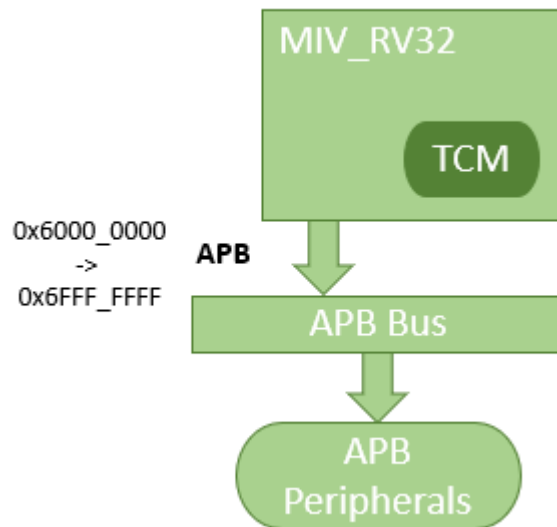 MIV_RV32
TCM
0x6000_0000
->
0x6FFF_FFFF
APB
APB Bus
APB
Peripherals